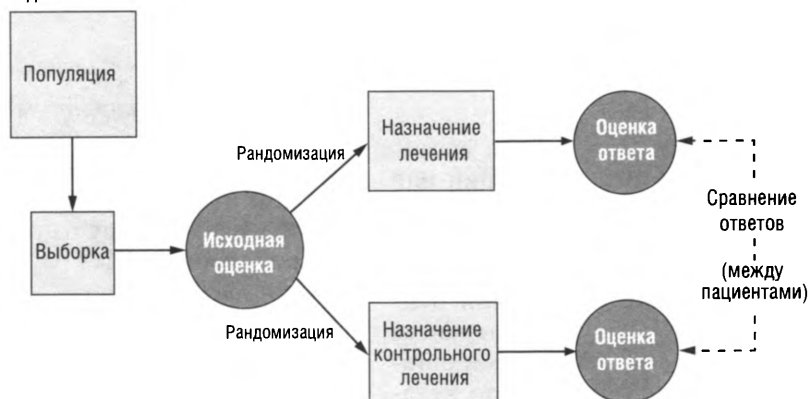 Популяция
Выборка
Исходная
оценка
Рандомизация
Назначение
лечения
Оценка
ответа
Рандомизация
Назначение
контрольного
лечения
Оценка
ответа
Сравнение
ответов
(между
пациентами)